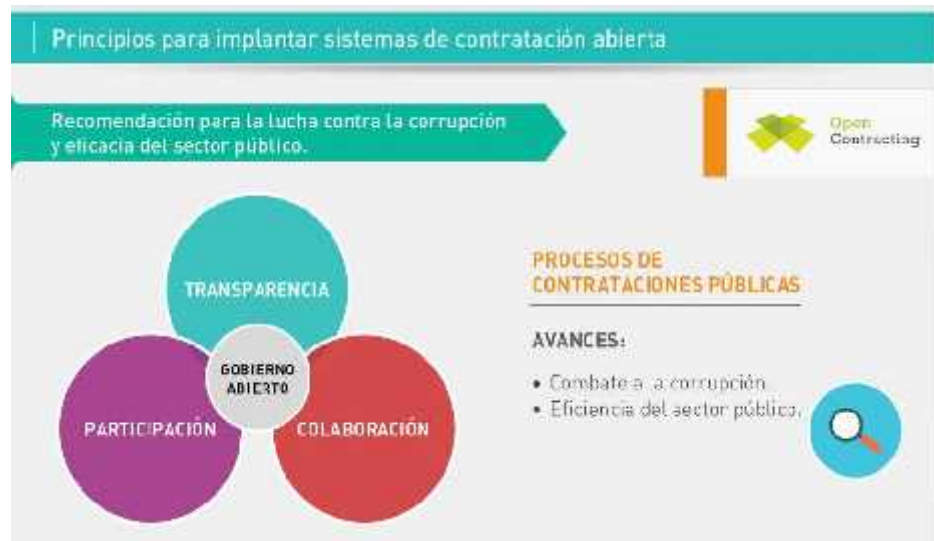 Principios para implantar sistemas de contratación abierta
Recomendación para la lucha contra la corrupción
y eficacia del sector público.
Open
Contracting
TRANSPARENCIA
GOBIERNO
ABIERTO
PARTICIPACIÓN
COLABORACIÓN
PROCESOS DE
CONTRATACIONES PÚBLICAS
AVANCES:
• Combate a la corrupción
• Eficiencia del sector público.